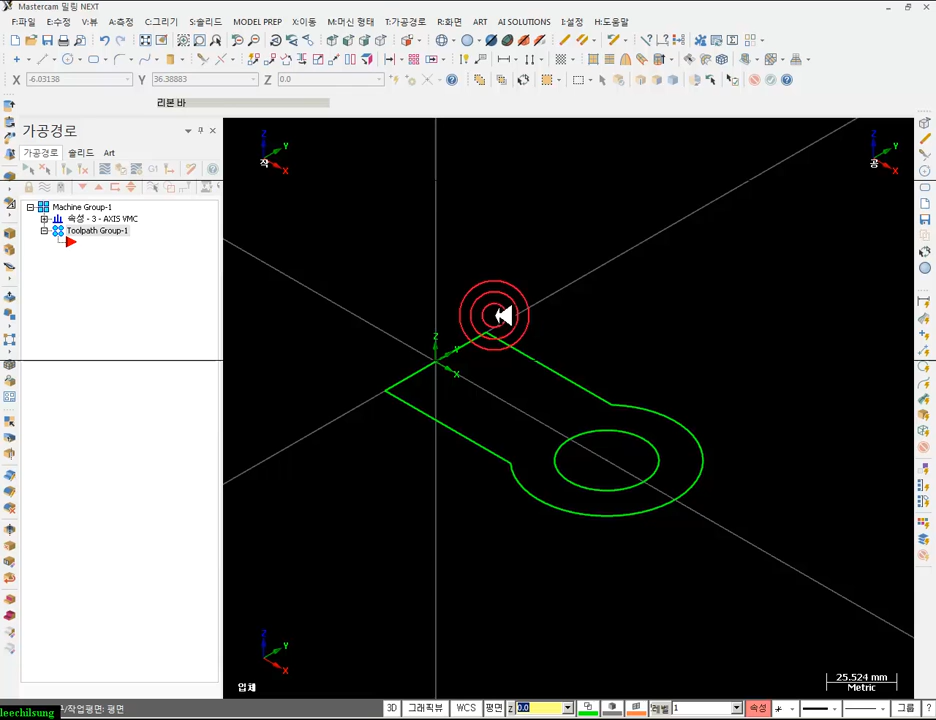 Mastercam 밀링 NEXT
F:파일 E:수정 V:뷰 A:측정 C:그리기 S:솔리드 MODEL PREP X:이동 M:머신 형태 T:가공경로 R:화면 ART AI SOLUTIONS I:설정 H:도움말
X -6.03138 Y 36.38883 Z 0.0
리본 바
가공경로
가공경로 솔리드 Art
G1
Machine Group-1
속성 - 3 - AXIS VMC
Toolpath Group-1
Z Y X 작
Z Y X 공
Z Y X
Z Y X
입체
25.524 mm
Metric
leechilsung
/작업평면: 평면
3D 그래픽뷰 WCS 평면 Z 0.0 레벨 1 속성 그룹 ?